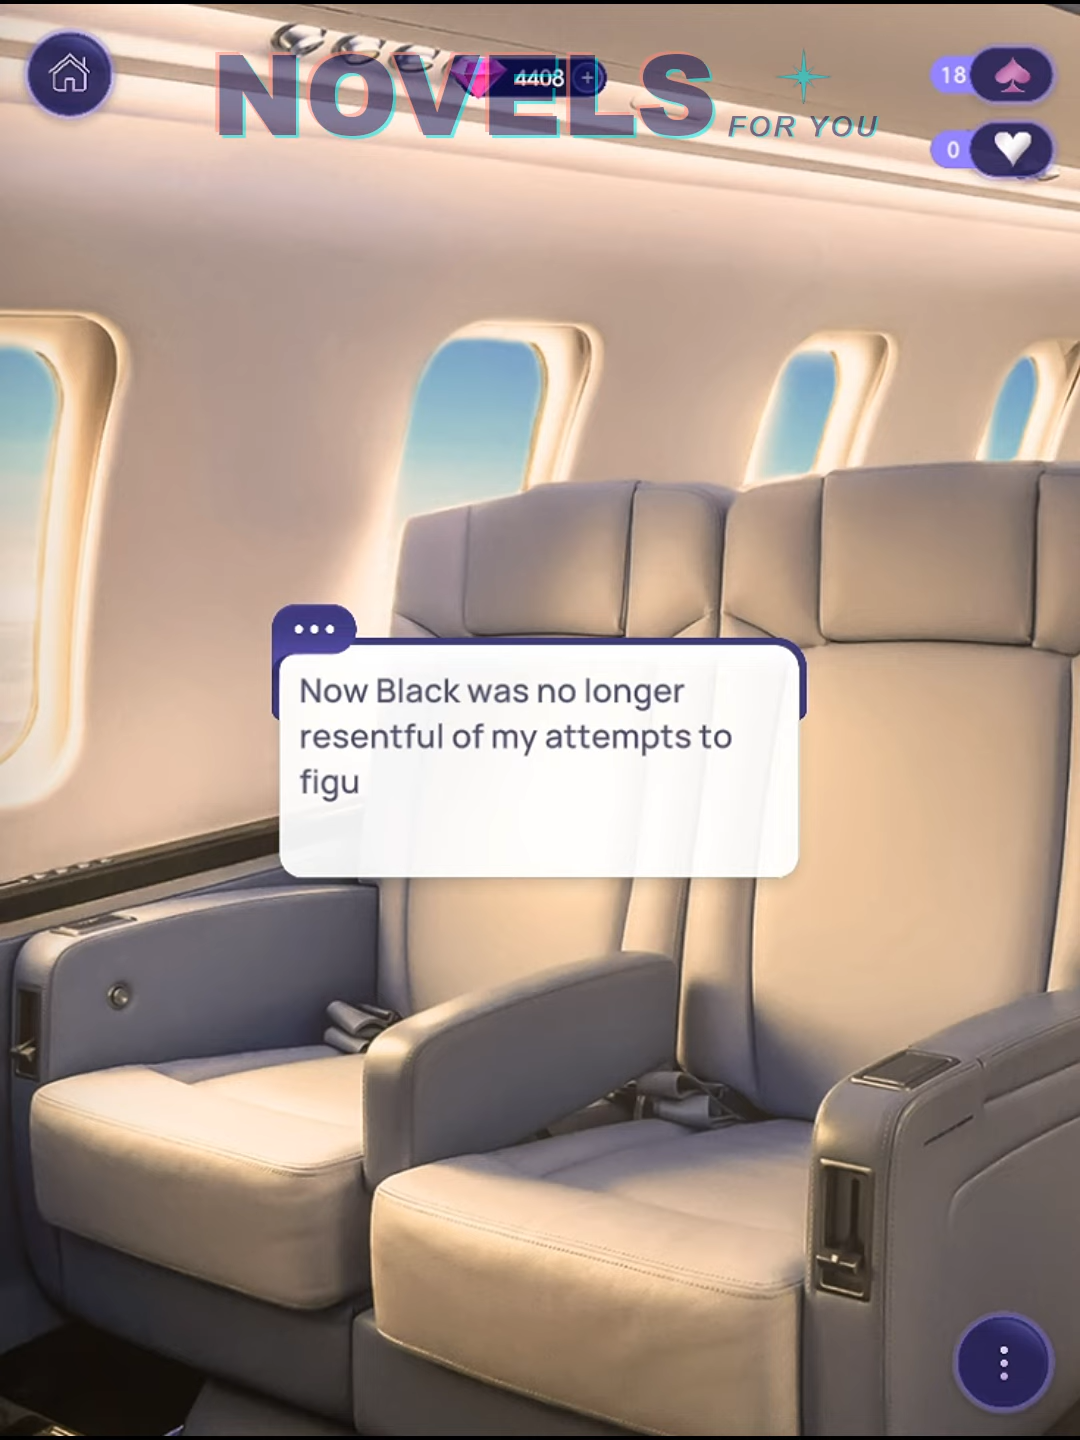 NOVELS
4408 +
FOR YOU
18
0
Now Black was no longer
resentful of my attempts to
figu